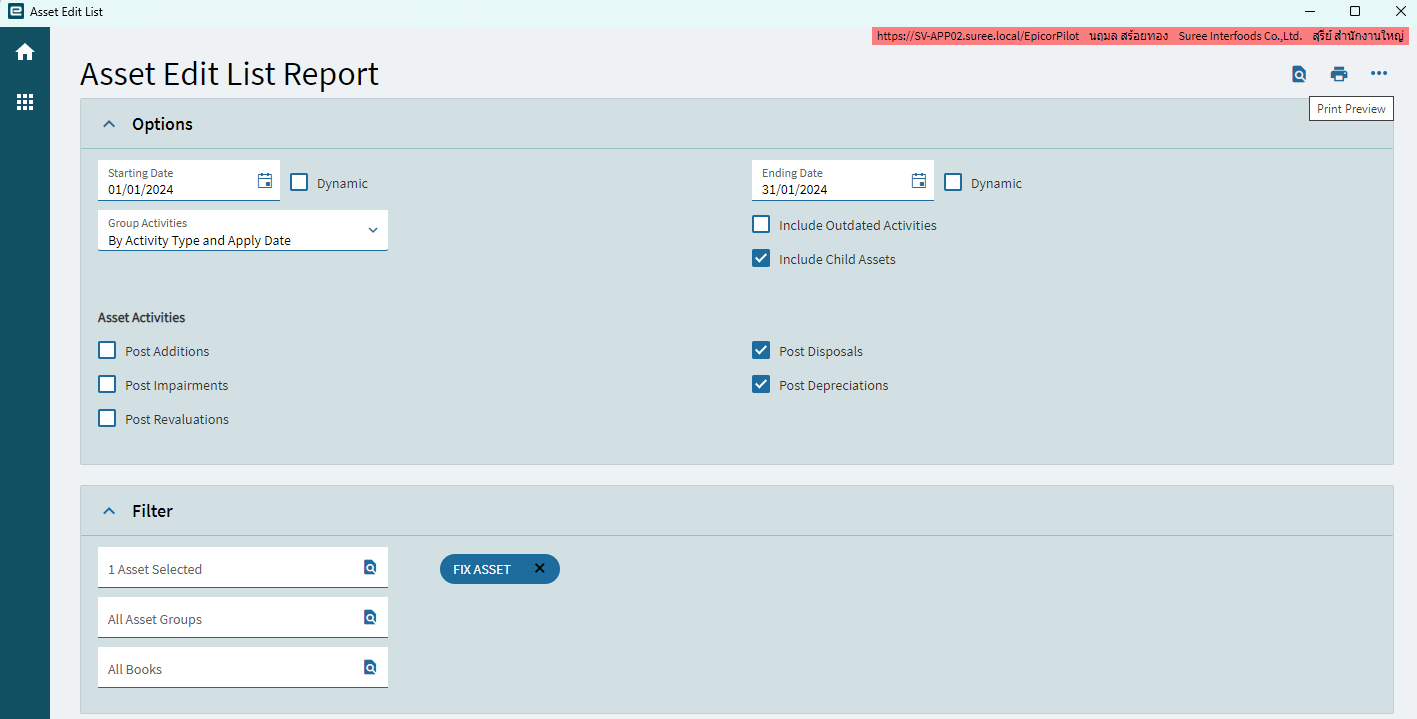 Asset Edit List
https://SV-APP02.suree.local/EpicorPilot นฤมล สร้อยทอง Suree Interfoods Co.,Ltd. สุรีย์ สำนักงานใหญ่
Asset Edit List Report
Print Preview
Options
Starting Date
01/01/2024
Dynamic
Ending Date
31/01/2024
Dynamic
Group Activities
By Activity Type and Apply Date
Include Outdated Activities
Include Child Assets
Asset Activities
Post Additions
Post Disposals
Post Impairments
Post Depreciations
Post Revaluations
Filter
1 Asset Selected
FIX ASSET
All Asset Groups
All Books